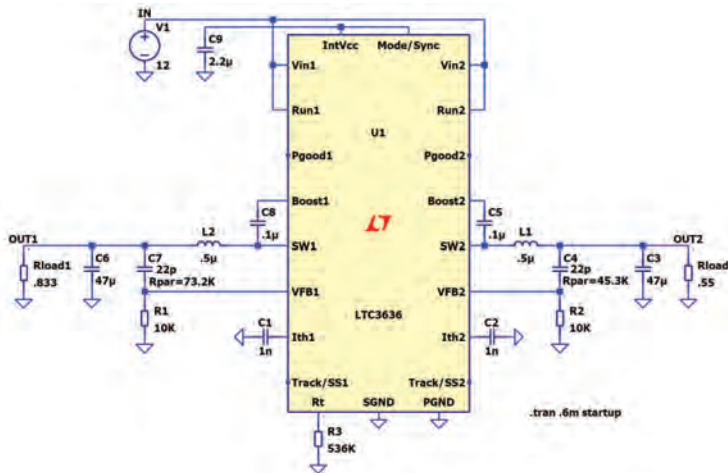 IN
V1
12
C9
2.2µ
IntVcc Mode/Sync
Vin1 Vin2
Run1 Run2
U1
Pgood1 Pgood2
Boost1 Boost2
C8
.1µ
C5
.1µ
OUT1
L2
.5µ
SW1 SW2
L1
.5µ
OUT2
Rload1
.833
C6
47µ
C7
22p
Rpar=73.2K
C4
22p
Rpar=45.3K
C3
47µ
Rload
.55
VFB1 VFB2
R1
10K
R2
10K
LTC3636
C1
1n
Ith1 Ith2
C2
1n
Track/SS1 Track/SS2
Rt SGND PGND
R3
536K
.tran .6m startup